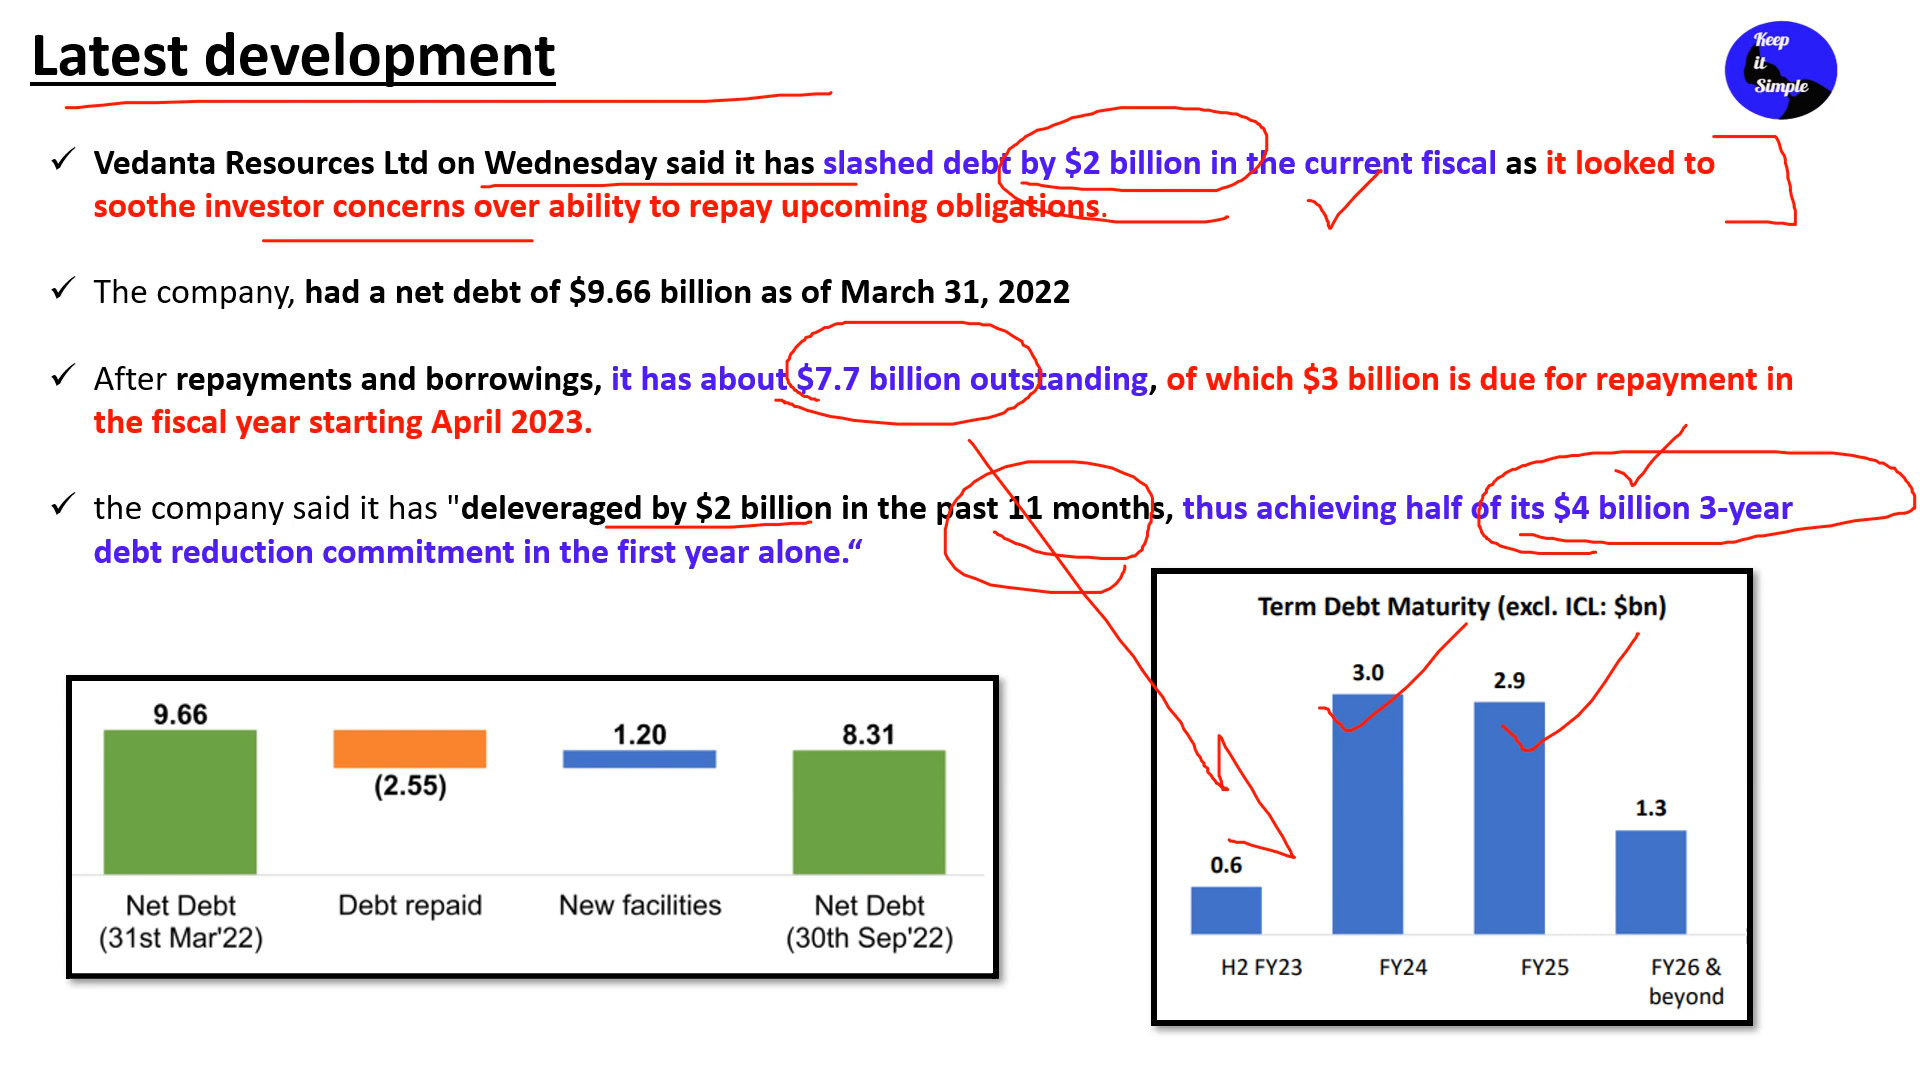 Latest development
Keep
it
Simple
✓ Vedanta Resources Ltd on Wednesday said it has slashed debt by $2 billion in the current fiscal as it looked to
soothe investor concerns over ability to repay upcoming obligations.
✓ The company, had a net debt of $9.66 billion as of March 31, 2022
✓ After repayments and borrowings, it has about $7.7 billion outstanding, of which $3 billion is due for repayment in
the fiscal year starting April 2023.
✓ the company said it has "deleveraged by $2 billion in the past 11 months, thus achieving half of its $4 billion 3-year
debt reduction commitment in the first year alone.“
9.66
(2.55)
1.20
8.31
Net Debt
(31st Mar'22)
Debt repaid
New facilities
Net Debt
(30th Sep'22)
Term Debt Maturity (excl. ICL: $bn)
0.6
3.0
2.9
1.3
H2 FY23
FY24
FY25
FY26 &
beyond